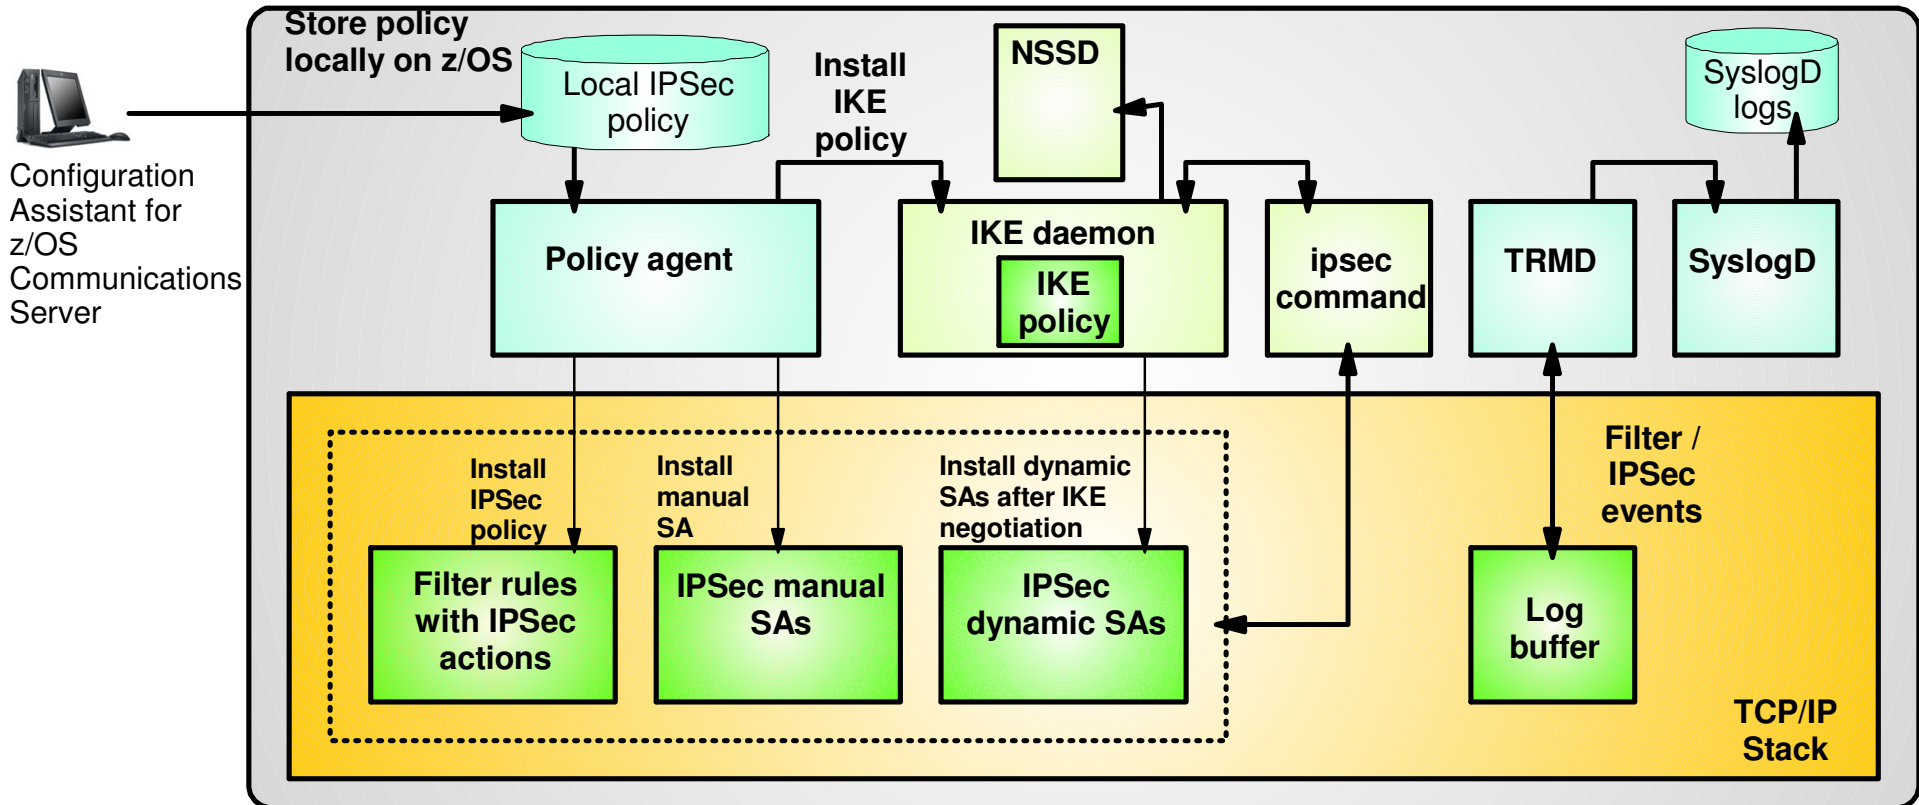 Store policy
locally on z/OS
Local IPSec
policy
Install
IKE
policy
NSSD
SyslogD
logs
Configuration
Assistant for
z/OS
Communications
Server
Policy agent
IKE daemon
IKE
policy
ipsec
command
TRMD
SyslogD
Install
IPSec
policy
Install
manual
SA
Install dynamic
SAs after IKE
negotiation
Filter /
IPSec
events
Filter rules
with IPSec
actions
IPSec manual
SAs
IPSec
dynamic SAs
Log
buffer
TCP/IP
Stack